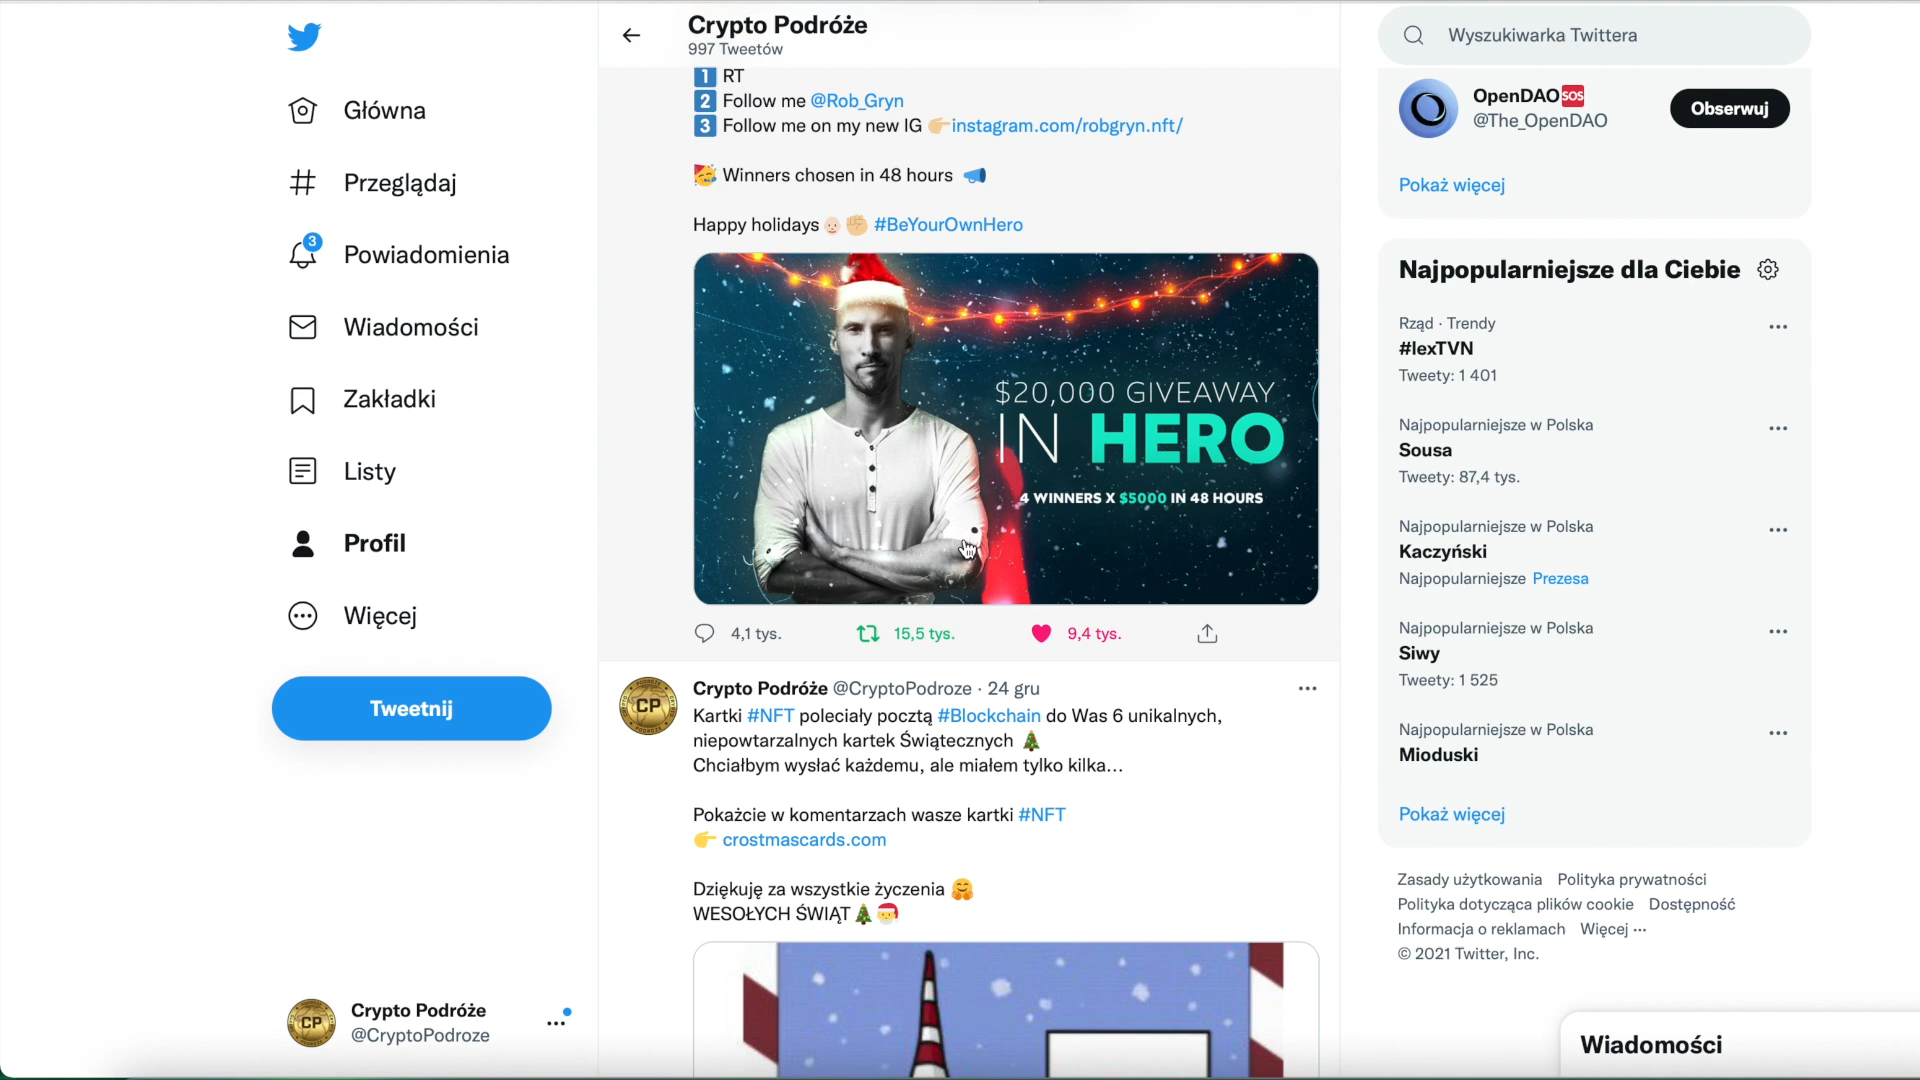 Główna
Przeglądaj
3
Powiadomienia
Wiadomości
Zakładki
Listy
Profil
Więcej
Tweetnij
CP
Crypto Podróże
@CryptoPodroze
Crypto Podróże
997 Tweetów
1 RT
2 Follow me @Rob_Gryn
3 Follow me on my new IG 👉🏼instagram.com/robgryn.nft/
🥳 Winners chosen in 48 hours 📣
Happy holidays👨🏻‍🦲✊🏼 #BeYourOwnHero
$20,000 GIVEAWAY
IN HERO
4 WINNERS X $5000 IN 48 HOURS
4,1 tys.
15,5 tys.
9,4 tys.
CP
Crypto Podróże @CryptoPodroze · 24 gru
Kartki #NFT poleciały pocztą #Blockchain do Was 6 unikalnych,
niepowtarzalnych kartek Świątecznych 🎄
Chciałbym wysłać każdemu, ale miałem tylko kilka...
Pokażcie w komentarzach wasze kartki #NFT
👉 crostmascards.com
Dziękuję za wszystkie życzenia 🤗
WESOŁYCH ŚWIĄT🎄🎅
Wyszukiwarka Twittera
OpenDAO🆘
@The_OpenDAO
Obserwuj
Pokaż więcej
Najpopularniejsze dla Ciebie
Rząd · Trendy
#lexTVN
Tweety: 1 401
Najpopularniejsze w Polska
Sousa
Tweety: 87,4 tys.
Najpopularniejsze w Polska
Kaczyński
Najpopularniejsze Prezesa
Najpopularniejsze w Polska
Siwy
Tweety: 1 525
Najpopularniejsze w Polska
Mioduski
Pokaż więcej
Zasady użytkowania Polityka prywatności
Polityka dotycząca plików cookie Dostępność
Informacja o reklamach Więcej ···
© 2021 Twitter, Inc.
Wiadomości